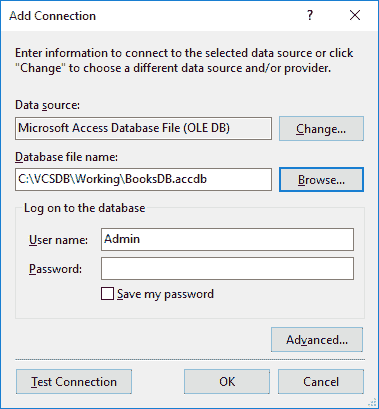 Add Connection
Enter information to connect to the selected data source or click
"Change" to choose a different data source and/or provider.
Data source:
Microsoft Access Database File (OLE DB)
Change...
Database file name:
C:\VCSDB\Working\BooksDB.accdb
Browse...
Log on to the database
User name:
Admin
Password:
Save my password
Advanced...
Test Connection
OK
Cancel